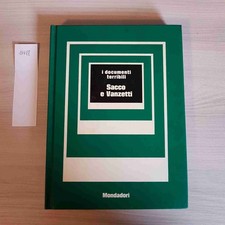 i documenti
terribili
Sacco
e Vanzetti
Mondadori